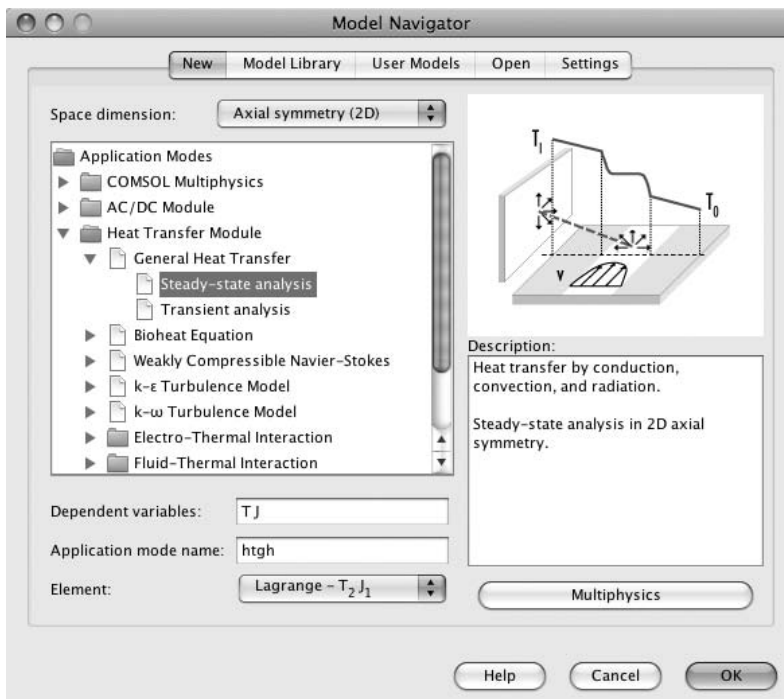 Model Navigator
New Model Library User Models Open Settings
Space dimension: Axial symmetry (2D)
Application Modes
COMSOL Multiphysics
AC/DC Module
Heat Transfer Module
General Heat Transfer
Steady-state analysis
Transient analysis
Bioheat Equation
Weakly Compressible Navier-Stokes
k-ε Turbulence Model
k-ω Turbulence Model
Electro-Thermal Interaction
Fluid-Thermal Interaction
Dependent variables: T J
Application mode name: htgh
Element: Lagrange - T₂ J₁
T₁
T₀
v
Description:
Heat transfer by conduction,
convection, and radiation.
Steady-state analysis in 2D axial
symmetry.
Multiphysics
Help Cancel OK